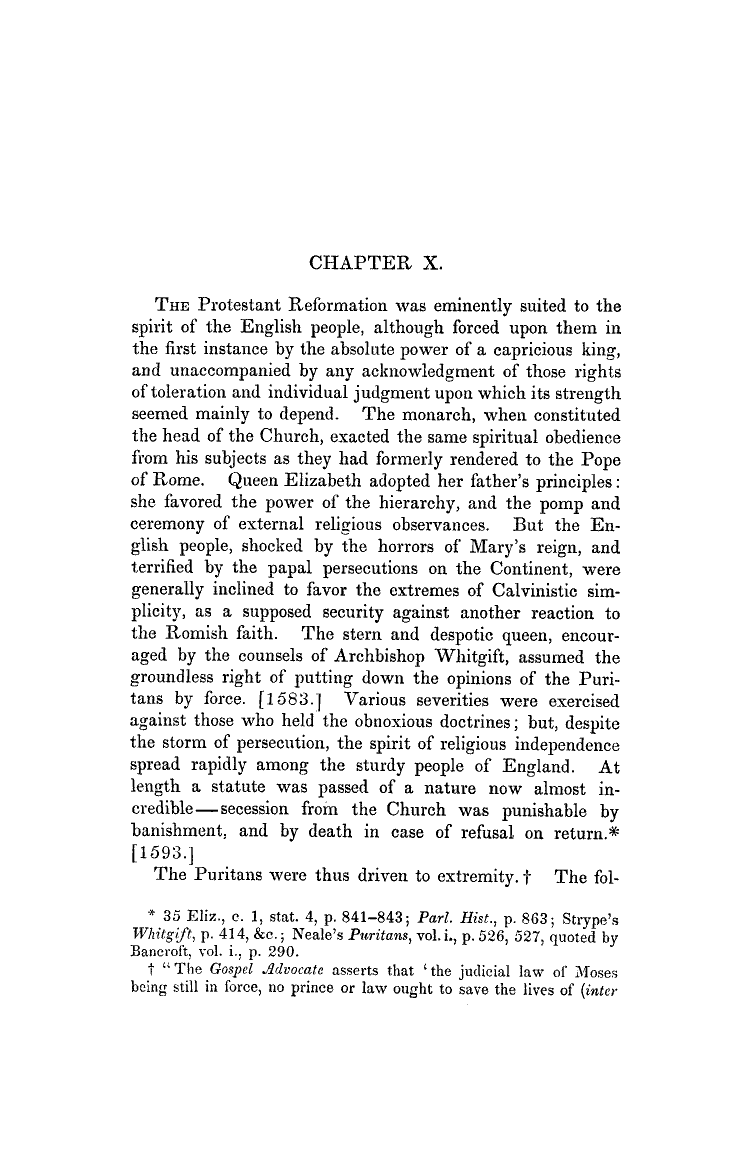 CHAPTER X.
THE Protestant Reformation was eminently suited to the
spirit of the English people, although forced upon them in
the first instance by the absolute power of a capricious king,
and unaccompanied by any acknowledgment of those rights
of toleration and individual judgment upon which its strength
seemed mainly to depend. The monarch, when constituted
the head of the Church, exacted the same spiritual obedience
from his subjects as they had formerly rendered to the Pope
of Rome. Queen Elizabeth adopted her father's principles:
she favored the power of the hierarchy, and the pomp and
ceremony of external religious observances. But the En-
glish people, shocked by the horrors of Mary's reign, and
terrified by the papal persecutions on the Continent, were
generally inclined to favor the extremes of Calvinistic sim-
plicity, as a supposed security against another reaction to
the Romish faith. The stern and despotic queen, encour-
aged by the counsels of Archbishop Whitgift, assumed the
groundless right of putting down the opinions of the Puri-
tans by force. [1583.] Various severities were exercised
against those who held the obnoxious doctrines; but, despite
the storm of persecution, the spirit of religious independence
spread rapidly among the sturdy people of England. At
length a statute was passed of a nature now almost in-
credible—secession from the Church was punishable by
banishment, and by death in case of refusal on return.*
[1593.]
The Puritans were thus driven to extremity.† The fol-
* 35 Eliz., c. 1, stat. 4, p. 841–843; Parl. Hist., p. 863; Strype's
Whitgift, p. 414, &c.; Neale's Puritans, vol. i., p. 526, 527, quoted by
Bancroft, vol. i., p. 290.
† "The Gospel Advocate asserts that 'the judicial law of Moses
being still in force, no prince or law ought to save the lives of (inter